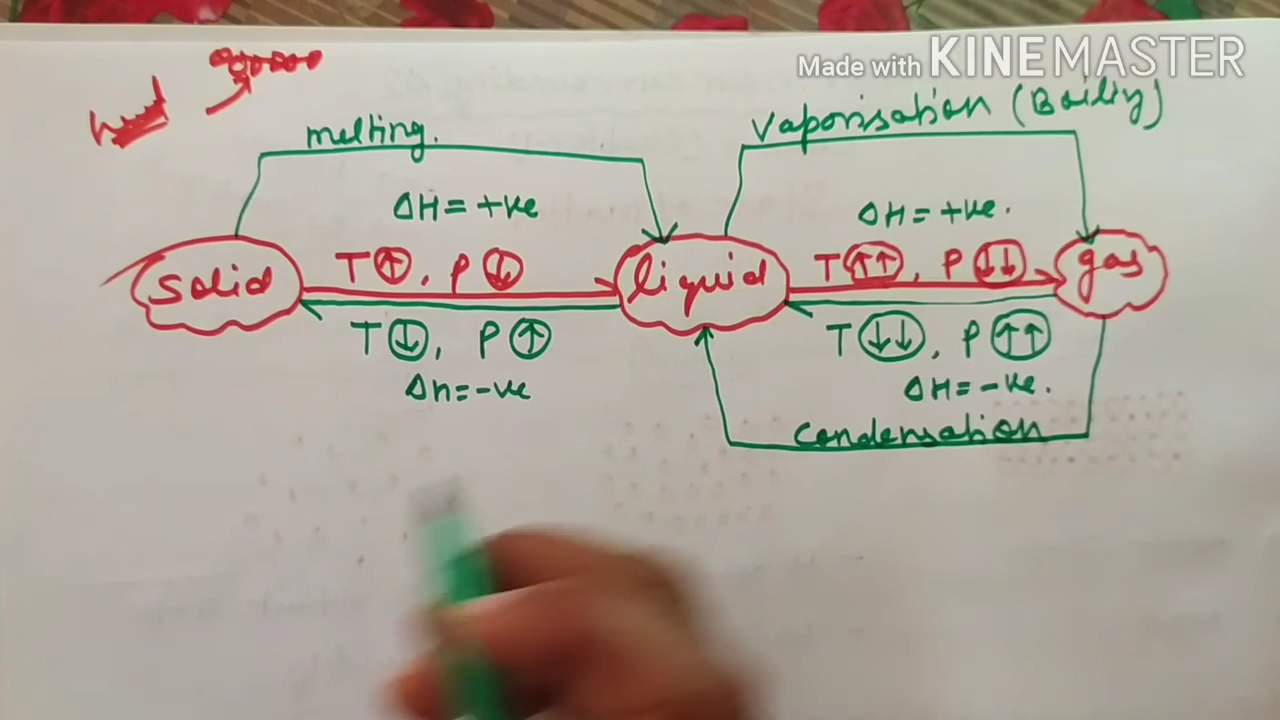 Made with KINEMASTER
melting.
Vaporisation (Boiling)
ΔH = +ve
ΔH = +ve.
solid
T ↑, P ↓
liquid
T ↑↑, P ↓↓
gas
T ↓, P ↑
T ↓↓, P ↑↑
Δh = -ve
ΔH = -ve.
condensation